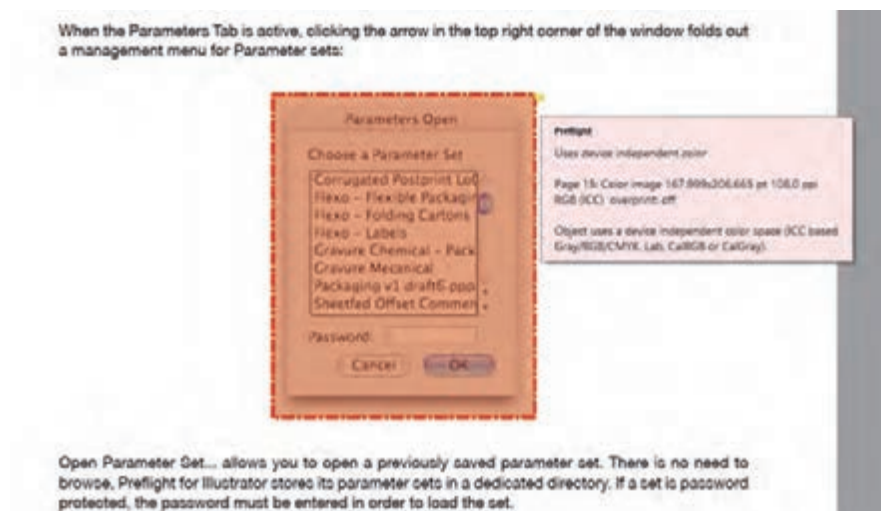 When the Parameters Tab is active, clicking the arrow in the top right corner of the window folds out
a management menu for Parameter sets:
Parameters Open
Choose a Parameter Set
Corrugated Postprint
Flexo – Flexible Packagin
Flexo – Folding Cartons
Flexo – Labels
Gravure Chemical – Pack
Gravure Mecanical
Packaging v1 draft6
Sheetfed Offset Commen
Password:
Cancel
OK
Preflight
Uses device independent color
Page 15: Color image 167.999x206.665 pt 108.0 ppi
RGB (ICC) overprint: off
Object uses a device independent color space (ICC based
Gray/RGB/CMYK, Lab, CalRGB or CalGray).
Open Parameter Set... allows you to open a previously saved parameter set. There is no need to
browse, Preflight for Illustrator stores its parameter sets in a dedicated directory. If a set is password
protected, the password must be entered in order to load the set.